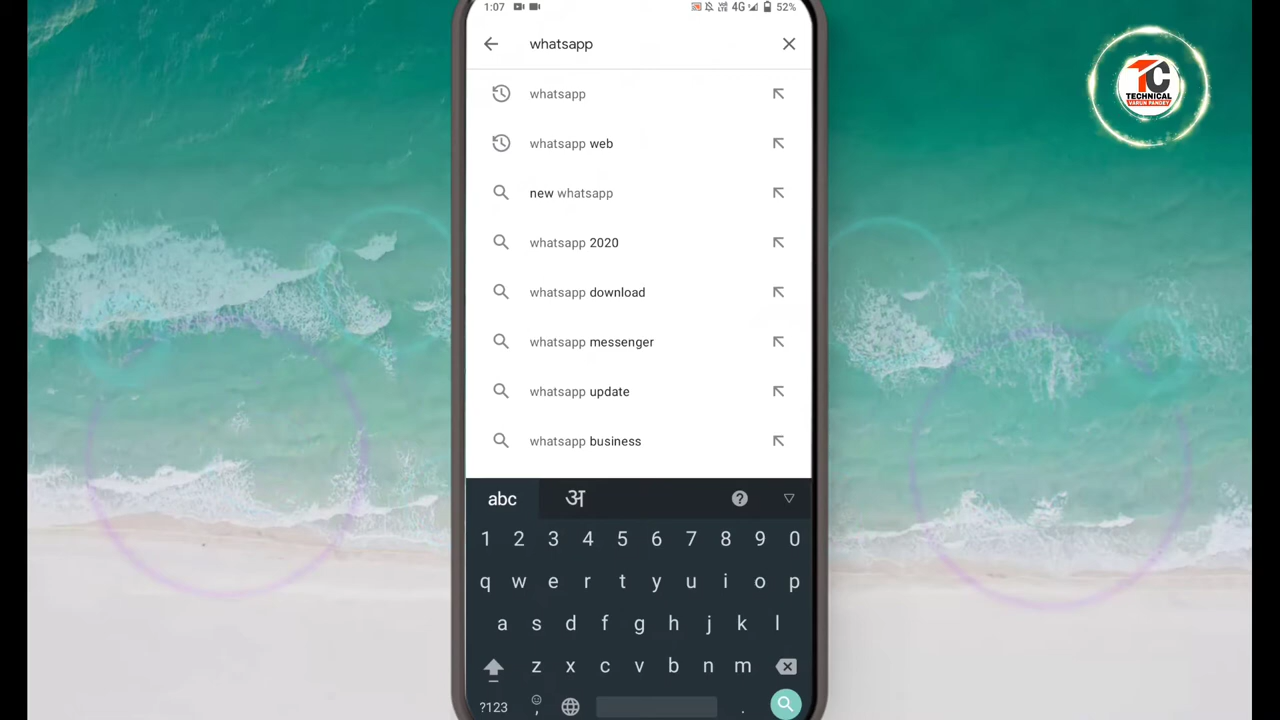 1:07 4G 52%
whatsapp
whatsapp
whatsapp web
new whatsapp
whatsapp 2020
whatsapp download
whatsapp messenger
whatsapp update
whatsapp business
abc अ ?
1 2 3 4 5 6 7 8 9 0
q w e r t y u i o p
a s d f g h j k l
z x c v b n m
?123 , .
TC
TECHNICAL
VARUN PANDEY